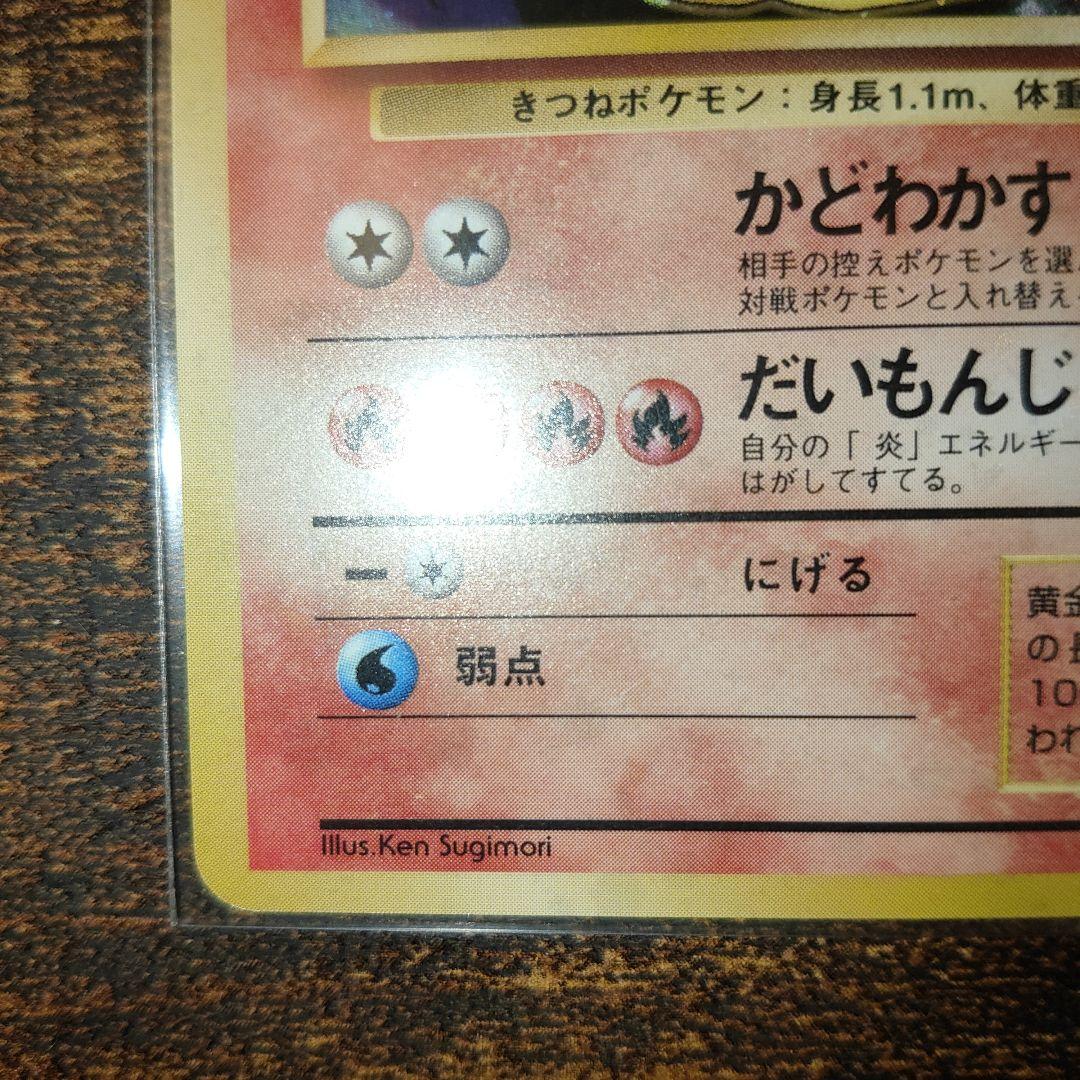 きつねポケモン：身長1.1m、体重
かどわかす
相手の控えポケモンを選
対戦ポケモンと入れ替え
だいもんじ
自分の「炎」エネルギー
はがしてすてる。
にげる
弱点
黄金
の長
10
われ
Illus.Ken Sugimori